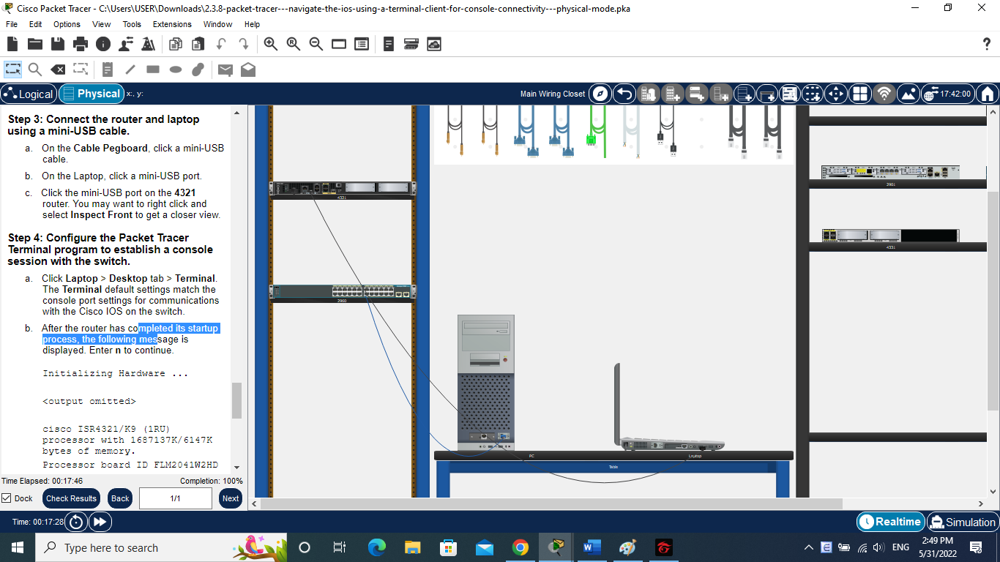 Cisco Packet Tracer - C:\Users\USER\Downloads\2.3.8-packet-tracer---navigate-the-ios-using-a-terminal-client-for-console-connectivity---physical-mode.pka
File Edit Options View Tools Extensions Window Help
?
Logical Physical x:, y: Main Wiring Closet 17:42:00
Step 3: Connect the router and laptop
using a mini-USB cable.
a. On the Cable Pegboard, click a mini-USB
cable.
b. On the Laptop, click a mini-USB port.
c. Click the mini-USB port on the 4321
router. You may want to right click and
select Inspect Front to get a closer view.
Step 4: Configure the Packet Tracer
Terminal program to establish a console
session with the switch.
a. Click Laptop > Desktop tab > Terminal.
The Terminal default settings match the
console port settings for communications
with the Cisco IOS on the switch.
b. After the router has completed its startup
process, the following message is
displayed. Enter n to continue.
Initializing Hardware ...
<output omitted>
cisco ISR4321/K9 (1RU)
processor with 1687137K/6147K
bytes of memory.
Processor board ID FLM2041W2HD
4321
2960
PC
Laptop
Table
2901
4331
Time Elapsed: 00:17:46 Completion: 100%
Dock Check Results Back 1/1 Next
Time: 00:17:28 Realtime Simulation
Type here to search
ENG
2:49 PM
5/31/2022